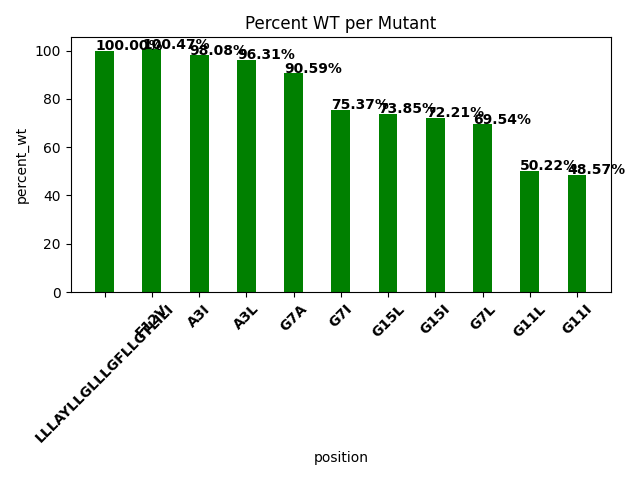 Percent WT per Mutant
100.00%
100.47%
98.08%
96.31%
90.59%
75.37%
73.85%
72.21%
69.54%
50.22%
48.57%
percent_wt
100
80
60
40
20
0
F12V
A3I
A3L
G7A
G7I
G15L
G15I
G7L
G11L
G11I
position